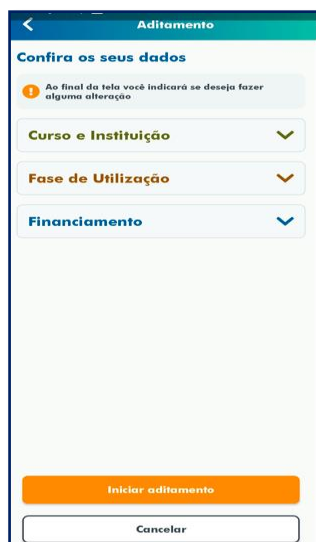 Aditamento
Confira os seus dados
Ao final da tela você indicará se deseja fazer
alguma alteração
Curso e Instituição
Fase de Utilização
Financiamento
Iniciar aditamento
Cancelar